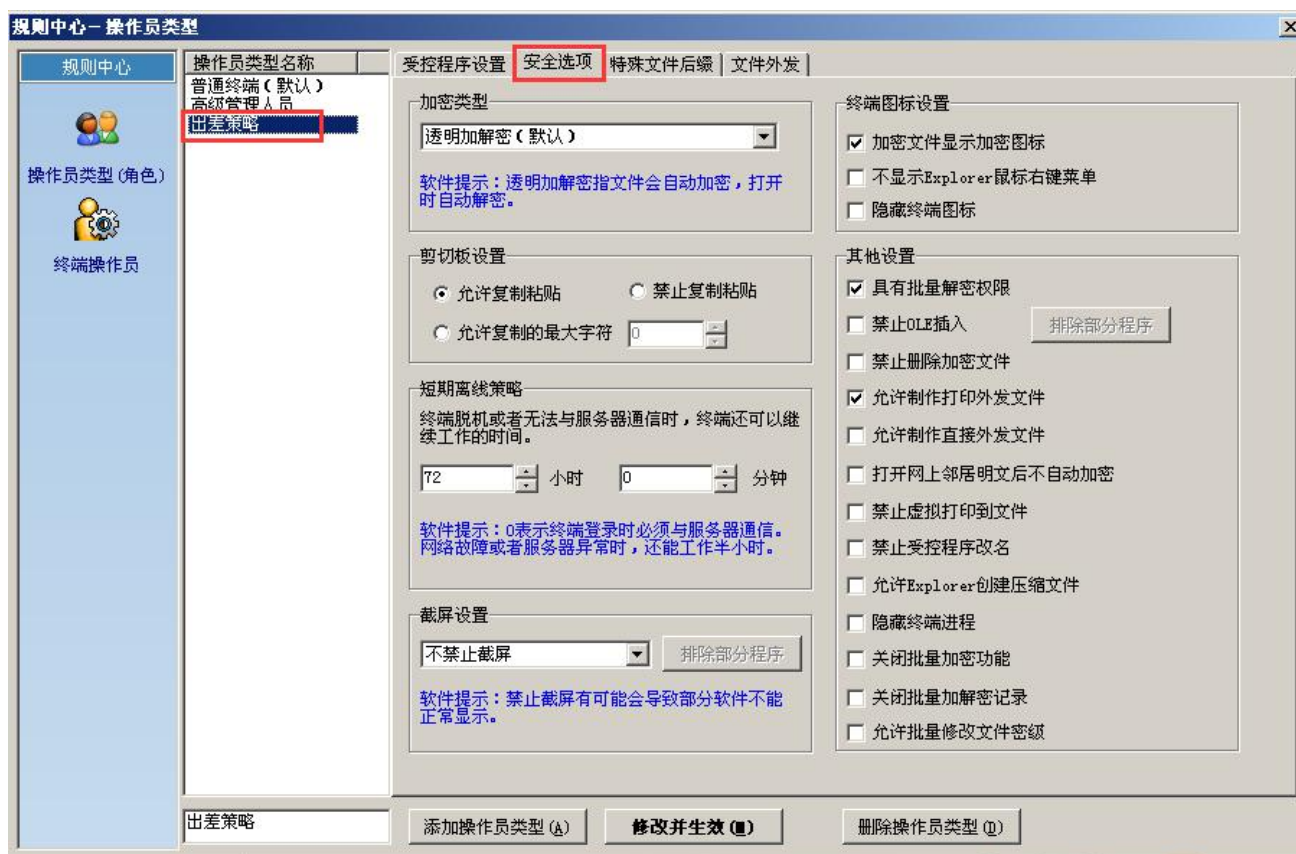 规则中心－操作员类型
规则中心
操作员类型(角色)
终端操作员
操作员类型名称
普通终端(默认)
高级管理人员
出差策略
出差策略
受控程序设置
安全选项
特殊文件后缀
文件外发
加密类型
透明加解密(默认)
软件提示：透明加解密指文件会自动加密，打开
时自动解密。
剪切板设置
允许复制粘贴
禁止复制粘贴
允许复制的最大字符
0
短期离线策略
终端脱机或者无法与服务器通信时，终端还可以继
续工作的时间。
72
小时
0
分钟
软件提示：0表示终端登录时必须与服务器通信。
网络故障或者服务器异常时，还能工作半小时。
截屏设置
不禁止截屏
排除部分程序
软件提示：禁止截屏有可能会导致部分软件不能
正常显示。
终端图标设置
加密文件显示加密图标
不显示Explorer鼠标右键菜单
隐藏终端图标
其他设置
具有批量解密权限
禁止OLE插入
排除部分程序
禁止删除加密文件
允许制作打印外发文件
允许制作直接外发文件
打开网上邻居明文后不自动加密
禁止虚拟打印到文件
禁止受控程序改名
允许Explorer创建压缩文件
隐藏终端进程
关闭批量加密功能
关闭批量加解密记录
允许批量修改文件密级
添加操作员类型(A)
修改并生效(M)
删除操作员类型(D)